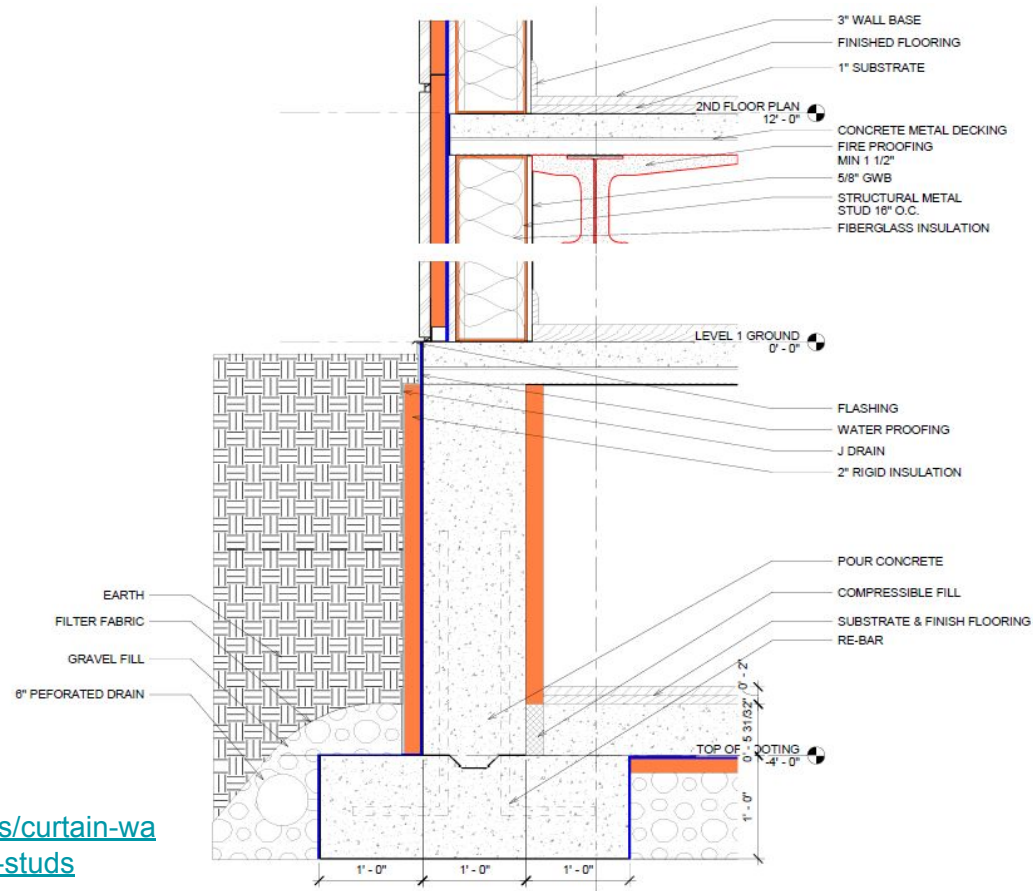 3" WALL BASE
FINISHED FLOORING
1" SUBSTRATE
2ND FLOOR PLAN
12' - 0"
CONCRETE METAL DECKING
FIRE PROOFING
MIN 1 1/2"
5/8" GWB
STRUCTURAL METAL
STUD 16" O.C.
FIBERGLASS INSULATION
LEVEL 1 GROUND
0' - 0"
FLASHING
WATER PROOFING
J DRAIN
2" RIGID INSULATION
POUR CONCRETE
COMPRESSIBLE FILL
SUBSTRATE & FINISH FLOORING
RE-BAR
EARTH
FILTER FABRIC
GRAVEL FILL
6" PEFORATED DRAIN
0' - 2"
0' - 5 31/32"
TOP OF FOOTING
-4' - 0"
1' - 0"
s/curtain-wa
-studs
1' - 0"
1' - 0"
1' - 0"